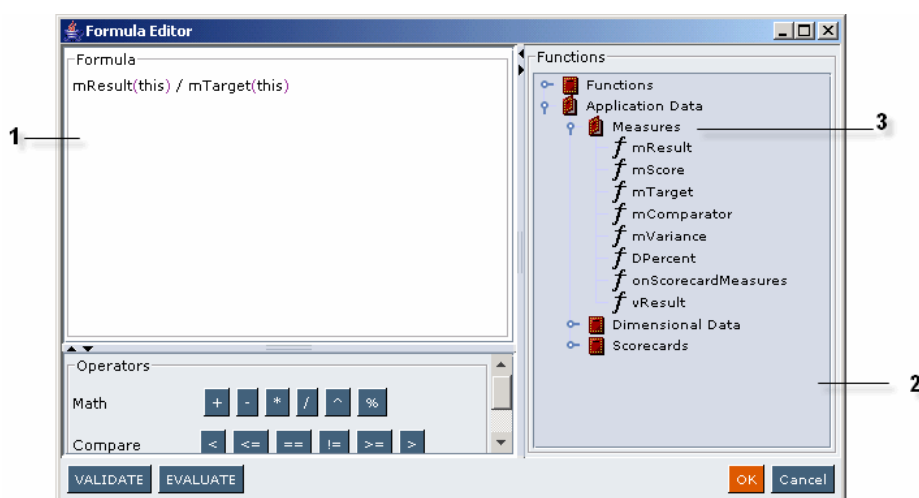 Formula Editor
Formula
mResult(this) / mTarget(this)
1
Operators
Math + - * / ^ %
Compare < <= == != >= >
VALIDATE EVALUATE
Functions
Functions
Application Data
Measures
3
mResult
mScore
mTarget
mComparator
mVariance
DPercent
onScorecardMeasures
vResult
Dimensional Data
Scorecards
2
OK Cancel